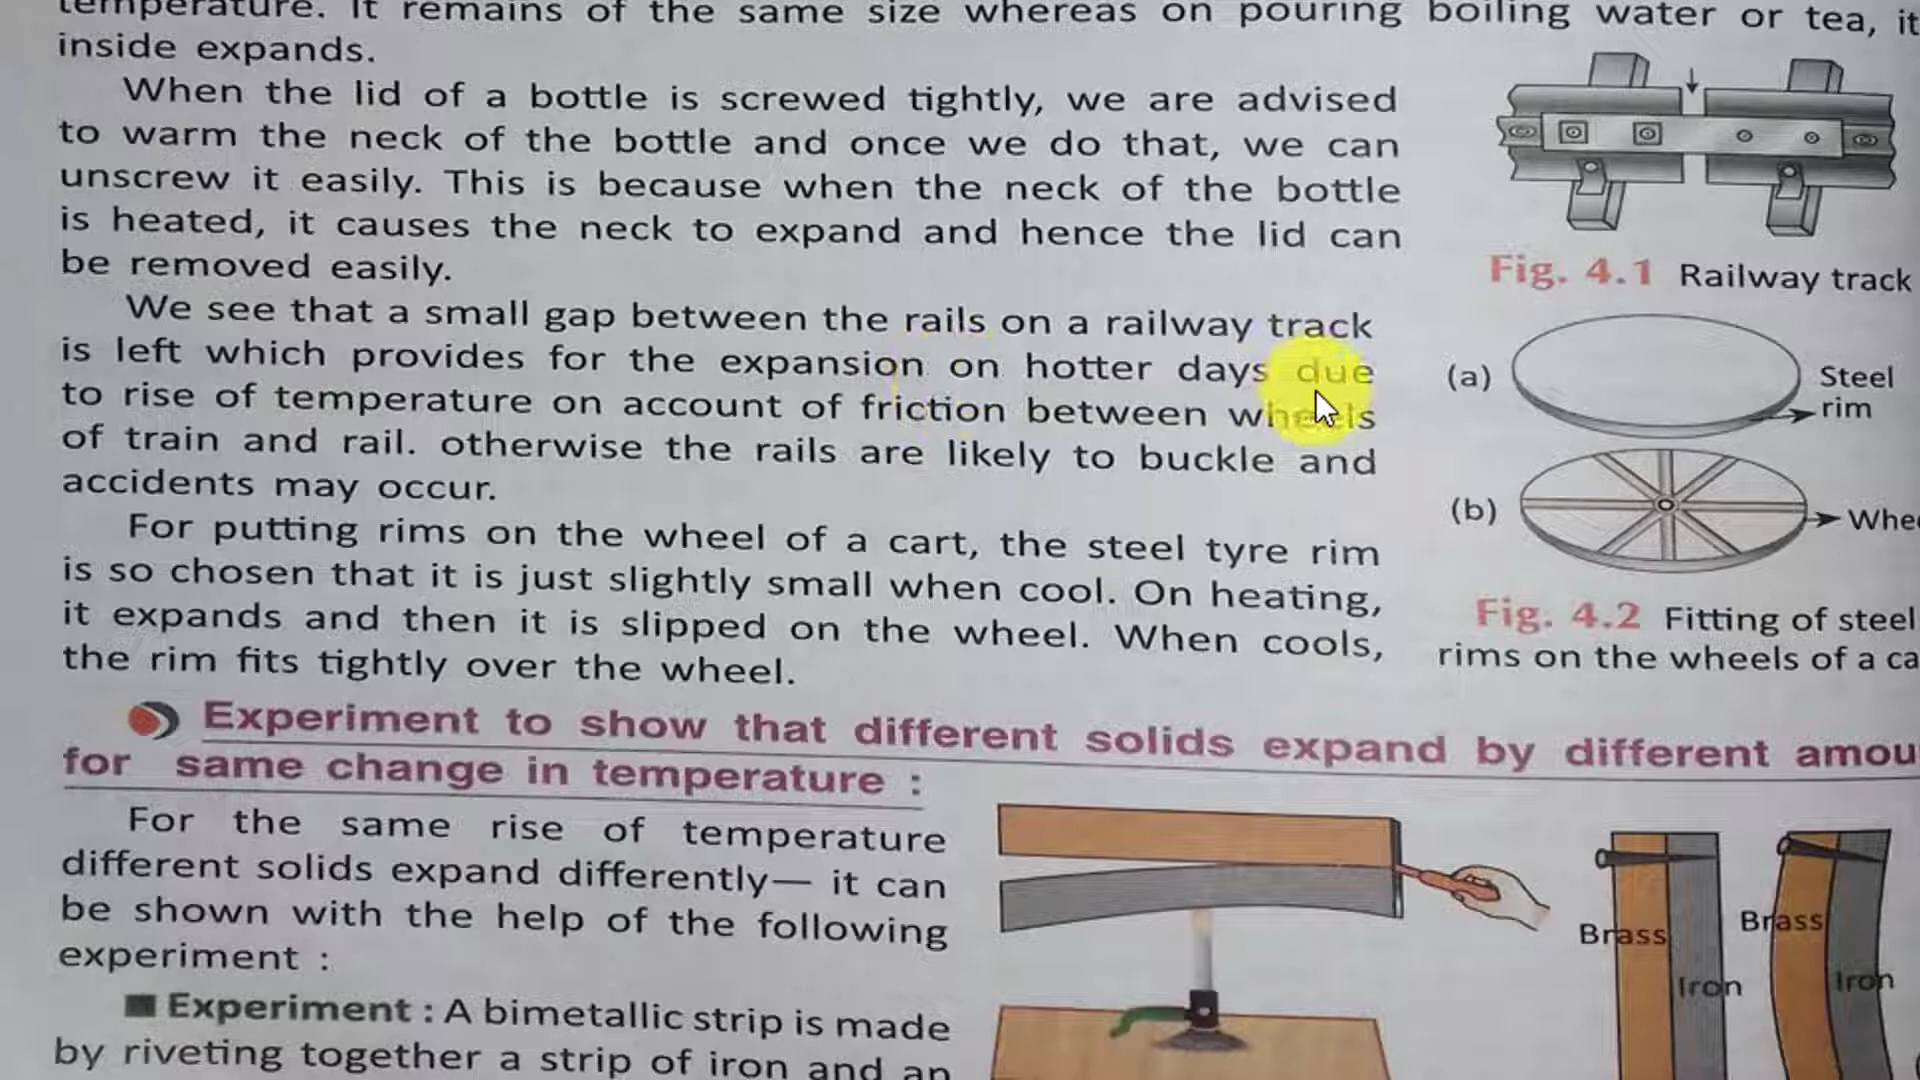 temperature. It remains of the same size whereas on pouring boiling water or tea, it
inside expands.
When the lid of a bottle is screwed tightly, we are advised
to warm the neck of the bottle and once we do that, we can
unscrew it easily. This is because when the neck of the bottle
is heated, it causes the neck to expand and hence the lid can
be removed easily.
Fig. 4.1 Railway track
We see that a small gap between the rails on a railway track
is left which provides for the expansion on hotter days due
to rise of temperature on account of friction between wheels
of train and rail. otherwise the rails are likely to buckle and
accidents may occur.
(a)
Steel
rim
(b)
For putting rims on the wheel of a cart, the steel tyre rim
is so chosen that it is just slightly small when cool. On heating,
it expands and then it is slipped on the wheel. When cools,
the rim fits tightly over the wheel.
Fig. 4.2 Fitting of steel
rims on the wheels of a
Experiment to show that different solids expand by different
for same change in temperature :
For the same rise of temperature
different solids expand differently— it can
be shown with the help of the following
experiment :
Experiment : A bimetallic strip is made
by riveting together a strip of iron and an
Brass
Iron
Brass
Iron